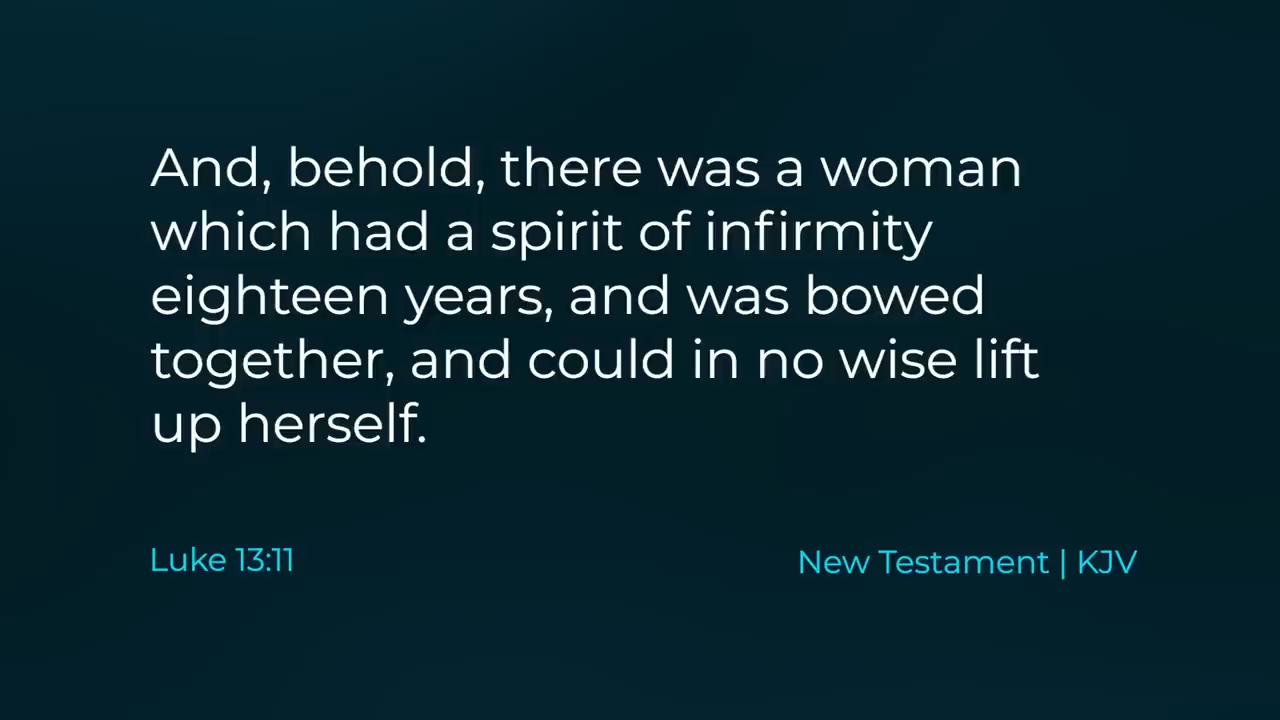 And, behold, there was a woman
which had a spirit of infirmity
eighteen years, and was bowed
together, and could in no wise lift
up herself.
Luke 13:11
New Testament | KJV